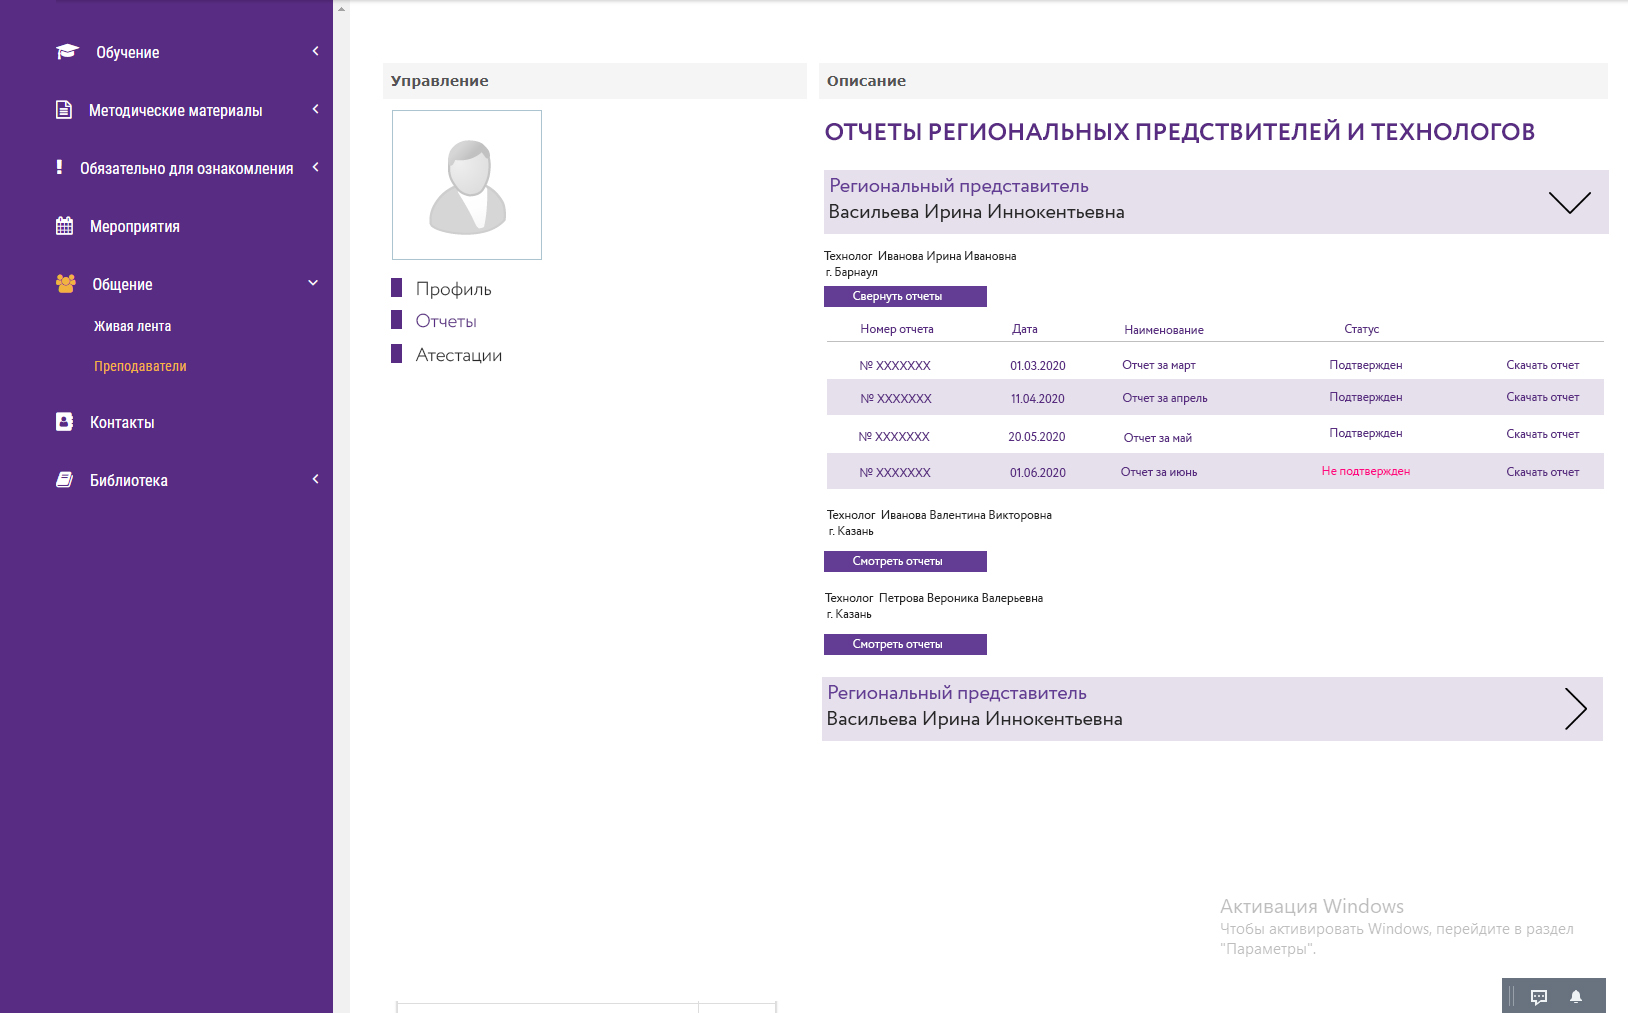 Обучение
Методические материалы
Обязательно для ознакомления
Мероприятия
Общение
Живая лента
Преподаватели
Контакты
Библиотека
Управление
Профиль
Отчеты
Атестации
Описание
ОТЧЕТЫ РЕГИОНАЛЬНЫХ ПРЕДСТВИТЕЛЕЙ И ТЕХНОЛОГОВ
Региональный представитель
Васильева Ирина Иннокентьевна
Технолог Иванова Ирина Ивановна
г. Барнаул
Свернуть отчеты
Номер отчета Дата Наименование Статус
№ XXXXXXX 01.03.2020 Отчет за март Подтвержден Скачать отчет
№ XXXXXXX 11.04.2020 Отчет за апрель Подтвержден Скачать отчет
№ XXXXXXX 20.05.2020 Отчет за май Подтвержден Скачать отчет
№ XXXXXXX 01.06.2020 Отчет за июнь Не подтвержден Скачать отчет
Технолог Иванова Валентина Викторовна
г. Казань
Смотреть отчеты
Технолог Петрова Вероника Валерьевна
г. Казань
Смотреть отчеты
Региональный представитель
Васильева Ирина Иннокентьевна
Активация Windows
Чтобы активировать Windows, перейдите в раздел
"Параметры".